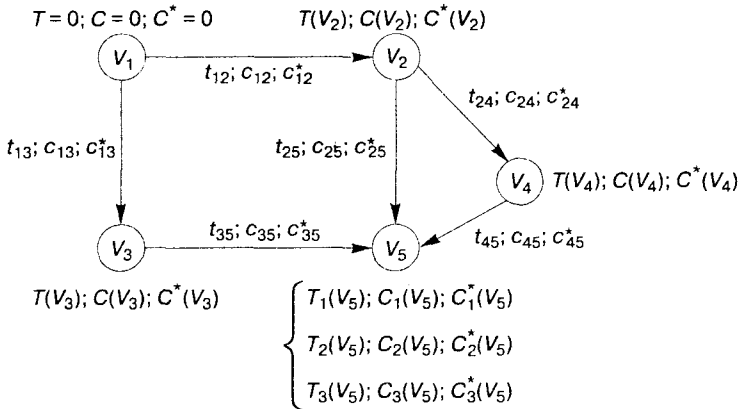 T = 0; C = 0; C* = 0
T(V₂); C(V₂); C*(V₂)
V₁
V₂
t₁₂; c₁₂; c*₁₂
t₂₄; c₂₄; c*₂₄
t₁₃; c₁₃; c*₁₃
t₂₅; c₂₅; c*₂₅
V₄
T(V₄); C(V₄); C*(V₄)
t₃₅; c₃₅; c*₃₅
t₄₅; c₄₅; c*₄₅
V₃
V₅
T(V₃); C(V₃); C*(V₃)
T₁(V₅); C₁(V₅); C*₁(V₅)
T₂(V₅); C₂(V₅); C*₂(V₅)
T₃(V₅); C₃(V₅); C*₃(V₅)